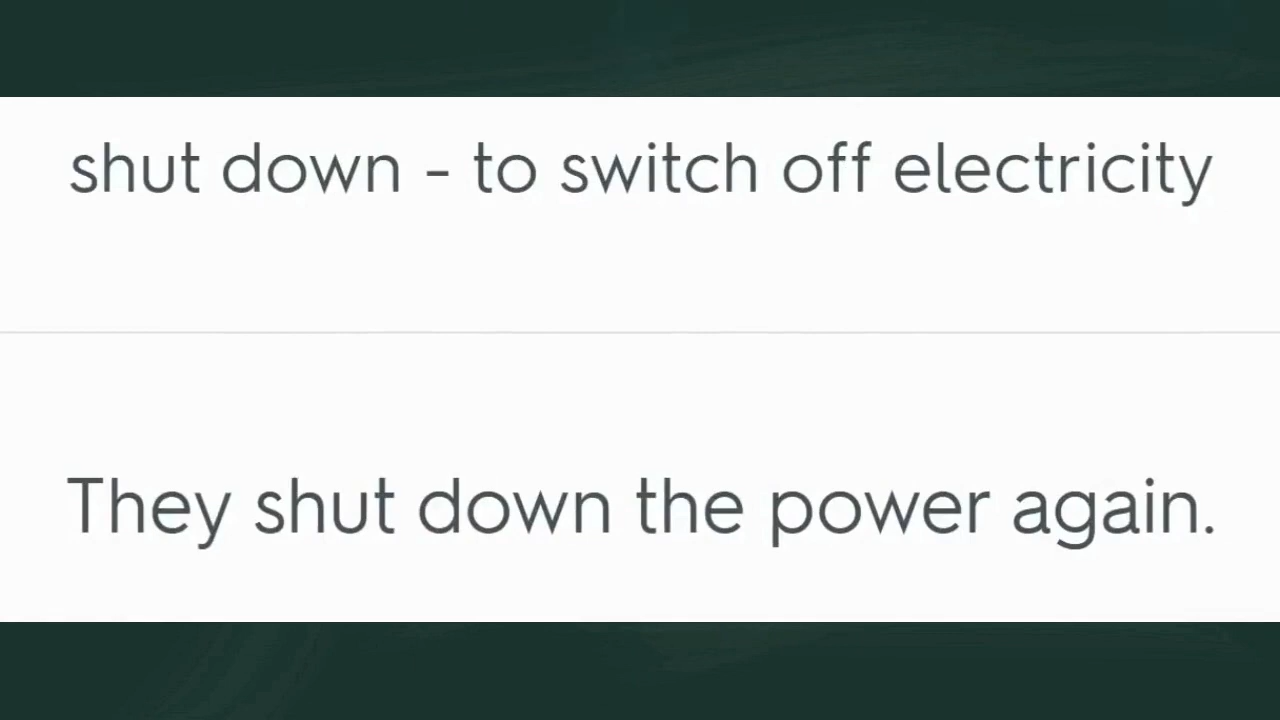 shut down - to switch off electricity
They shut down the power again.